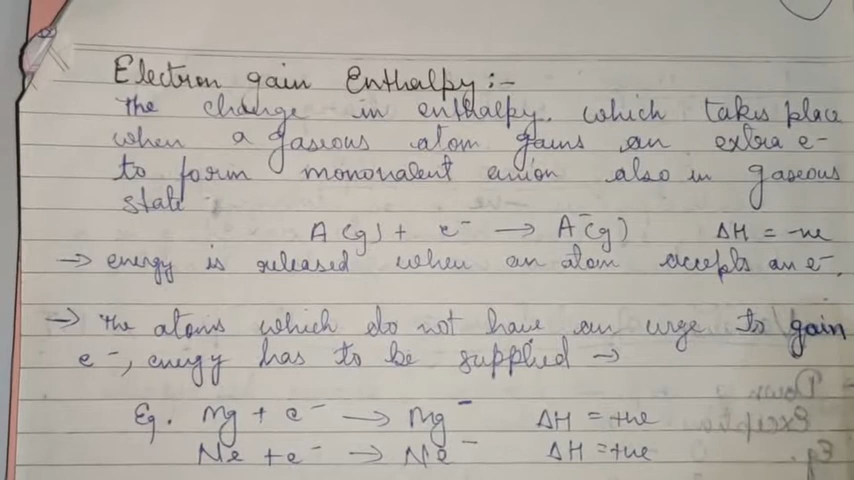 Electron gain Enthalpy :-
The change in enthalpy. which takes place
when a gaseous atom gains an extra e-
to form monovalent anion also in gaseous
state
A(g) + e⁻ → A⁻(g) ΔH = -ve
→ energy is released when an atom accepts an e-.
→ The atoms which do not have an urge to gain
e-, energy has to be supplied →
Eg. Mg + e⁻ → Mg⁻ ΔH = +ve
Ne + e⁻ → Ne⁻ ΔH = +ve